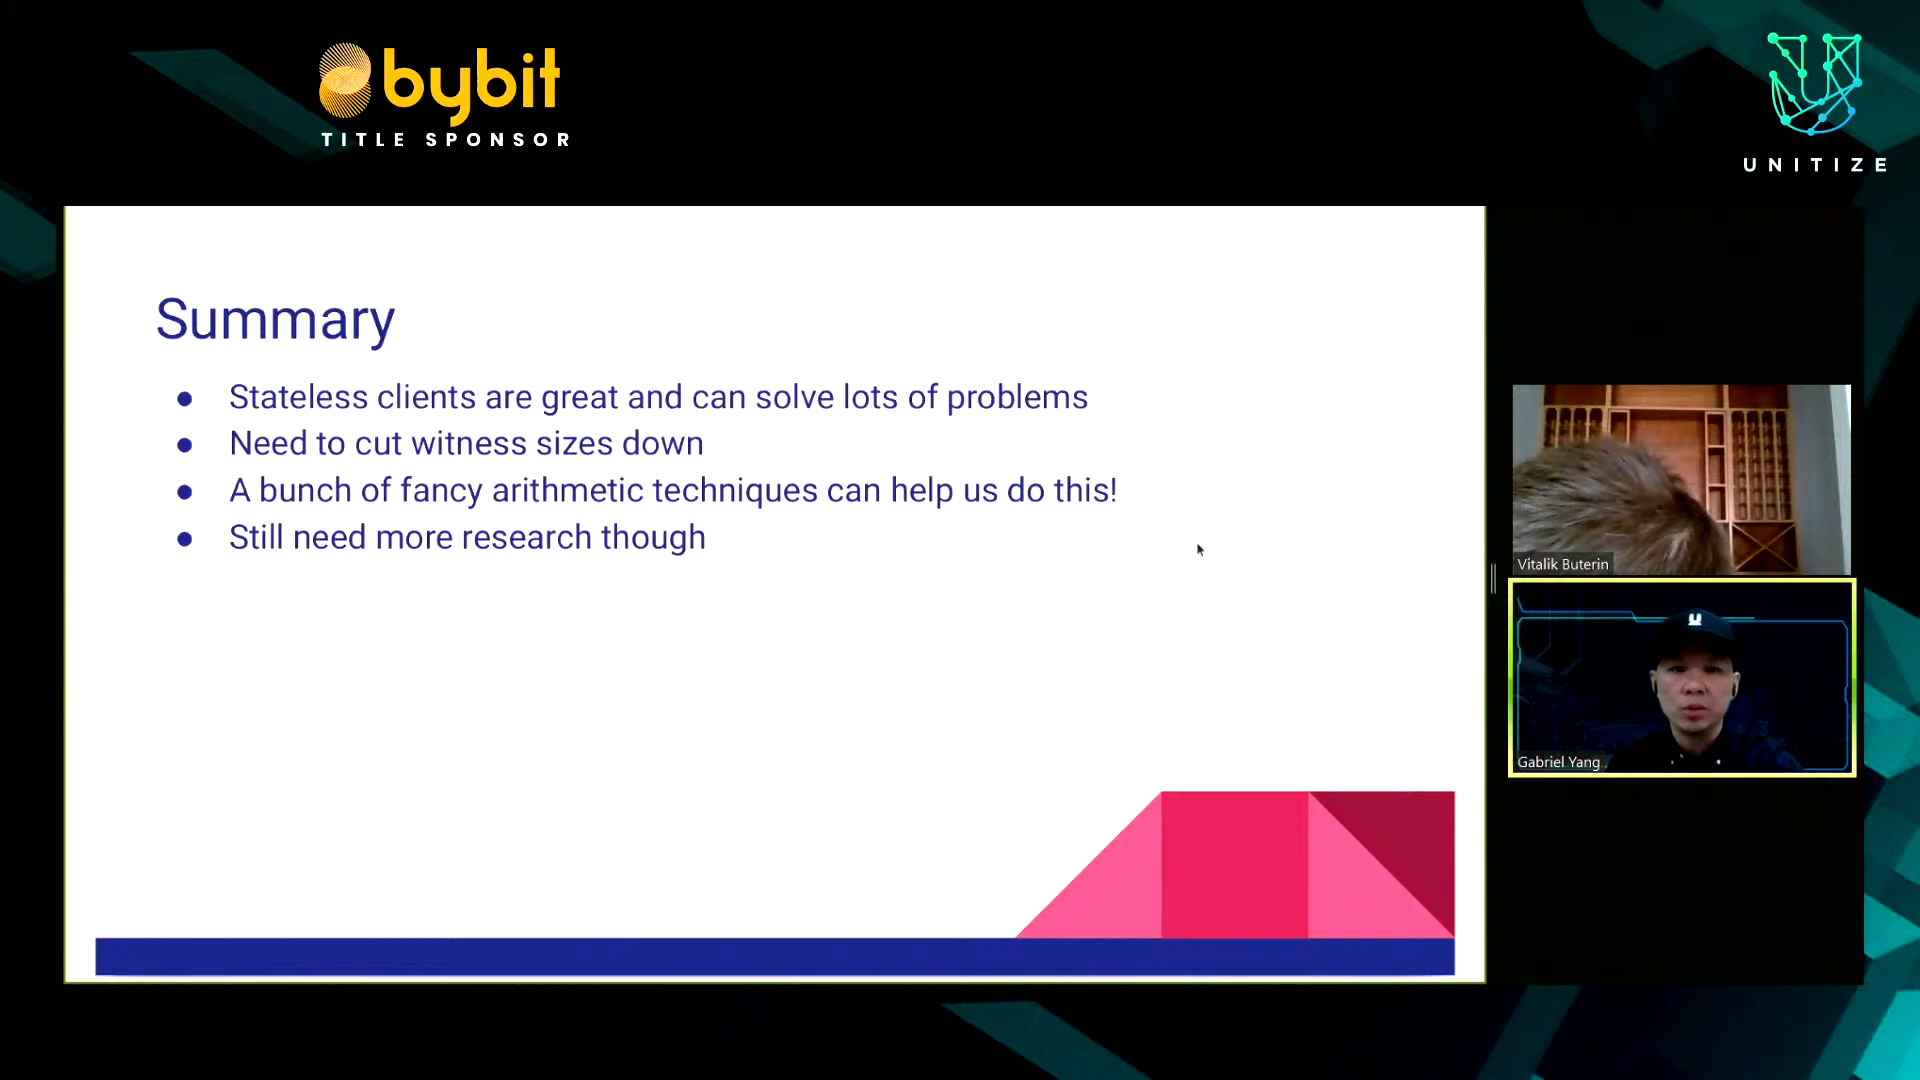 bybit
TITLE SPONSOR
UNITIZE
Summary
● Stateless clients are great and can solve lots of problems
● Need to cut witness sizes down
● A bunch of fancy arithmetic techniques can help us do this!
● Still need more research though
Vitalik Buterin
U
Gabriel Yang .